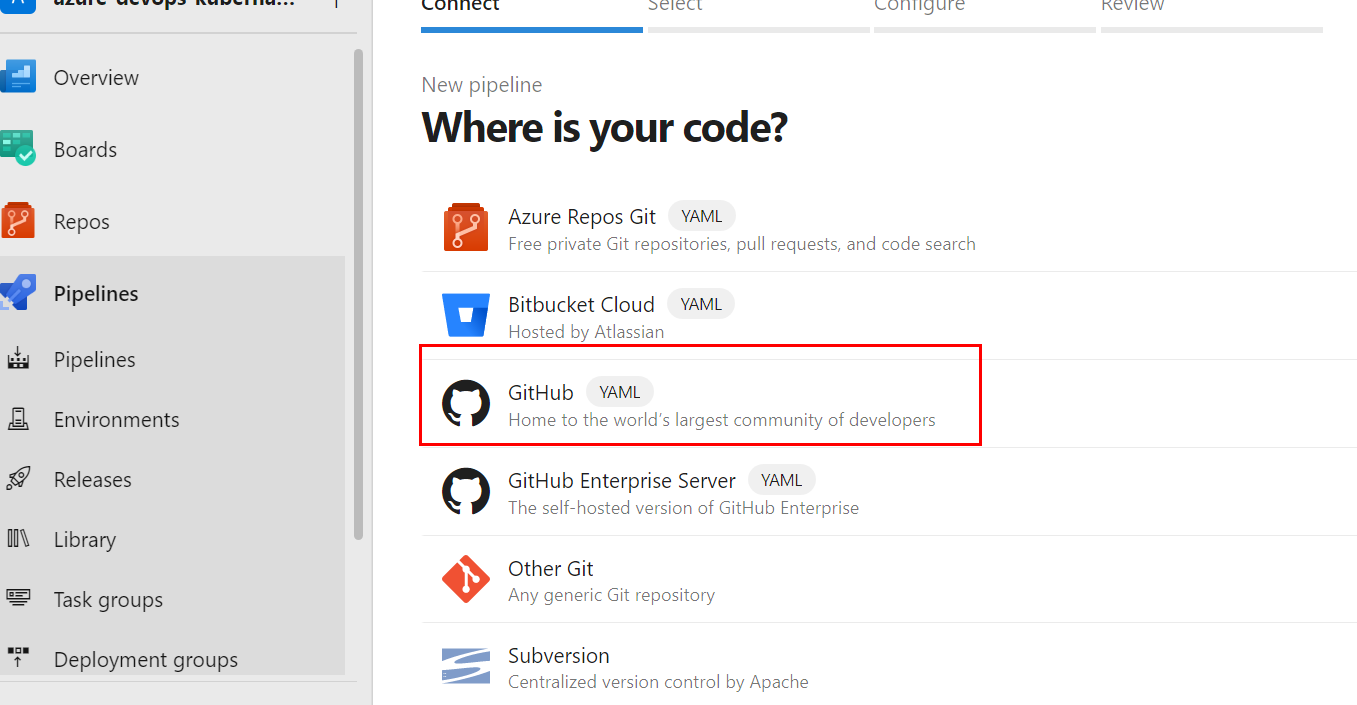 azure-devops-kuberna...
Overview
Boards
Repos
Pipelines
Pipelines
Environments
Releases
Library
Task groups
Deployment groups
Connect
Select
Configure
Review
New pipeline
Where is your code?
Azure Repos Git YAML
Free private Git repositories, pull requests, and code search
Bitbucket Cloud YAML
Hosted by Atlassian
GitHub YAML
Home to the world’s largest community of developers
GitHub Enterprise Server YAML
The self-hosted version of GitHub Enterprise
Other Git
Any generic Git repository
Subversion
Centralized version control by Apache